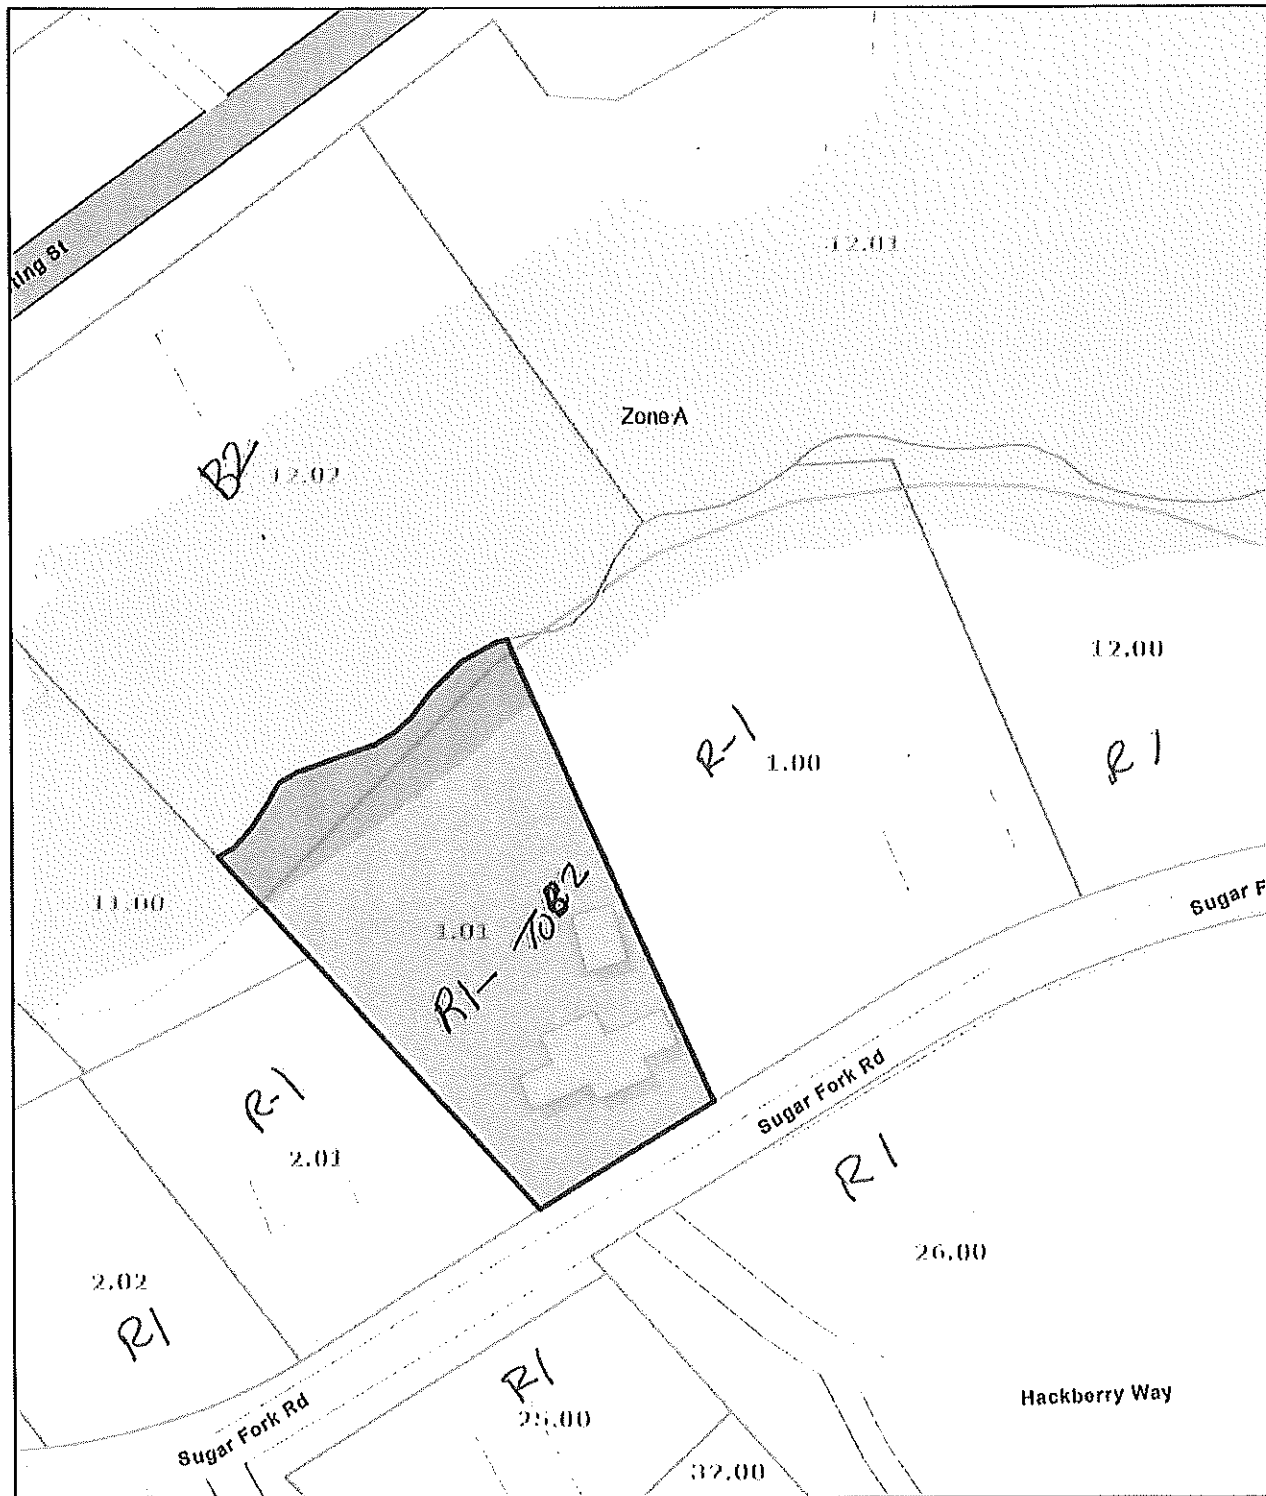 ting St
12.01
Zone A
B2
12.02
12.00
R-1
1.00
R1
Sugar F
11.00
1.01
R1- TO B2
Sugar Fork Rd
R-1
2.01
R1
26.00
2.02
R1
R1
25.00
Hackberry Way
Sugar Fork Rd
32.00